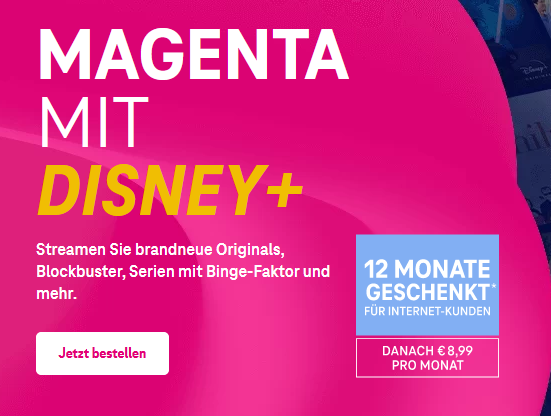 MAGENTA
MIT
DISNEY+
Streamen Sie brandneue Originals,
Blockbuster, Serien mit Binge-Faktor und
mehr.
Jetzt bestellen
12 MONATE
GESCHENKT*
FÜR INTERNET-KUNDEN
DANACH € 8,99
PRO MONAT